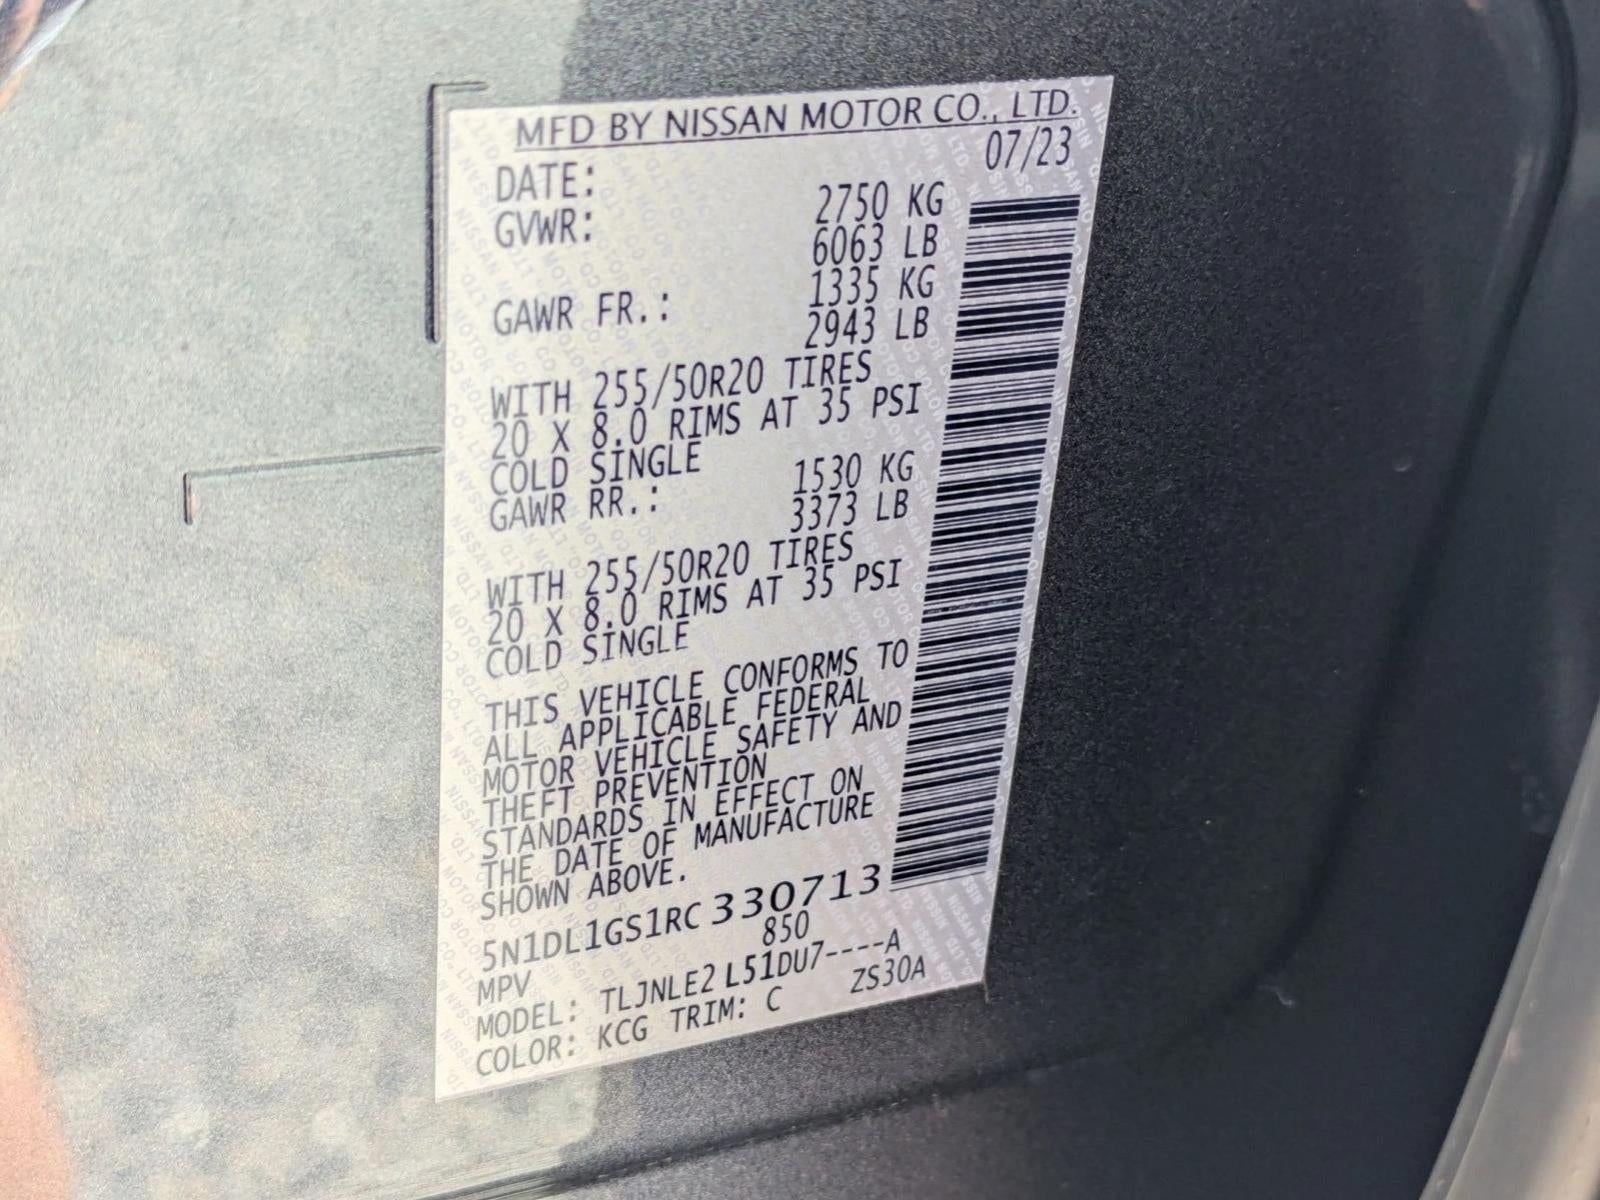 MFD BY NISSAN MOTOR CO., LTD.
DATE: 07/23
GVWR: 2750 KG
6063 LB
GAWR FR.: 1335 KG
2943 LB
WITH 255/50R20 TIRES
20 X 8.0 RIMS AT 35 PSI
COLD SINGLE
GAWR RR.: 1530 KG
3373 LB
WITH 255/50R20 TIRES
20 X 8.0 RIMS AT 35 PSI
COLD SINGLE
THIS VEHICLE CONFORMS TO
ALL APPLICABLE FEDERAL
MOTOR VEHICLE SAFETY AND
THEFT PREVENTION
STANDARDS IN EFFECT ON
THE DATE OF MANUFACTURE
SHOWN ABOVE.
5N1DL1GS1RC330713
MPV 850
MODEL: TLJNLE2 L51DU7----A
COLOR: KCG TRIM: C ZS30A